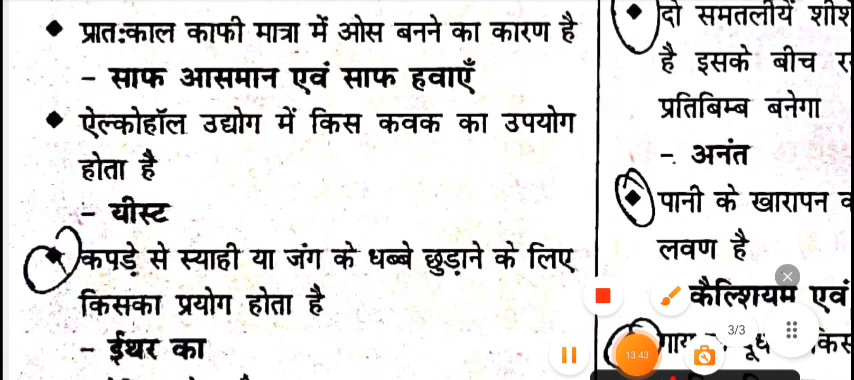 प्रात:काल काफी मात्रा में ओस बनने का कारण है
- साफ आसमान एवं साफ हवाएँ
ऐल्कोहॉल उद्योग में किस कवक का उपयोग
होता है
- यीस्ट
कपड़े से स्याही या जंग के धब्बे छुड़ाने के लिए
किसका प्रयोग होता है
- ईथर का
दो समतलीयें
है इसके बीच
प्रतिबिम्ब बनेगा
- अनंत
पानी के खारापन
लवण है
कैल्शियम एवं
3/3
13:43